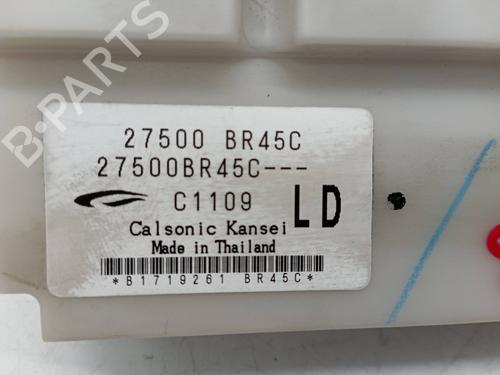 B-PARTS
27500 BR45C
27500BR45C---
C1109
LD
Calsonic Kansei
Made in Thailand
*B1719261 BR45C*